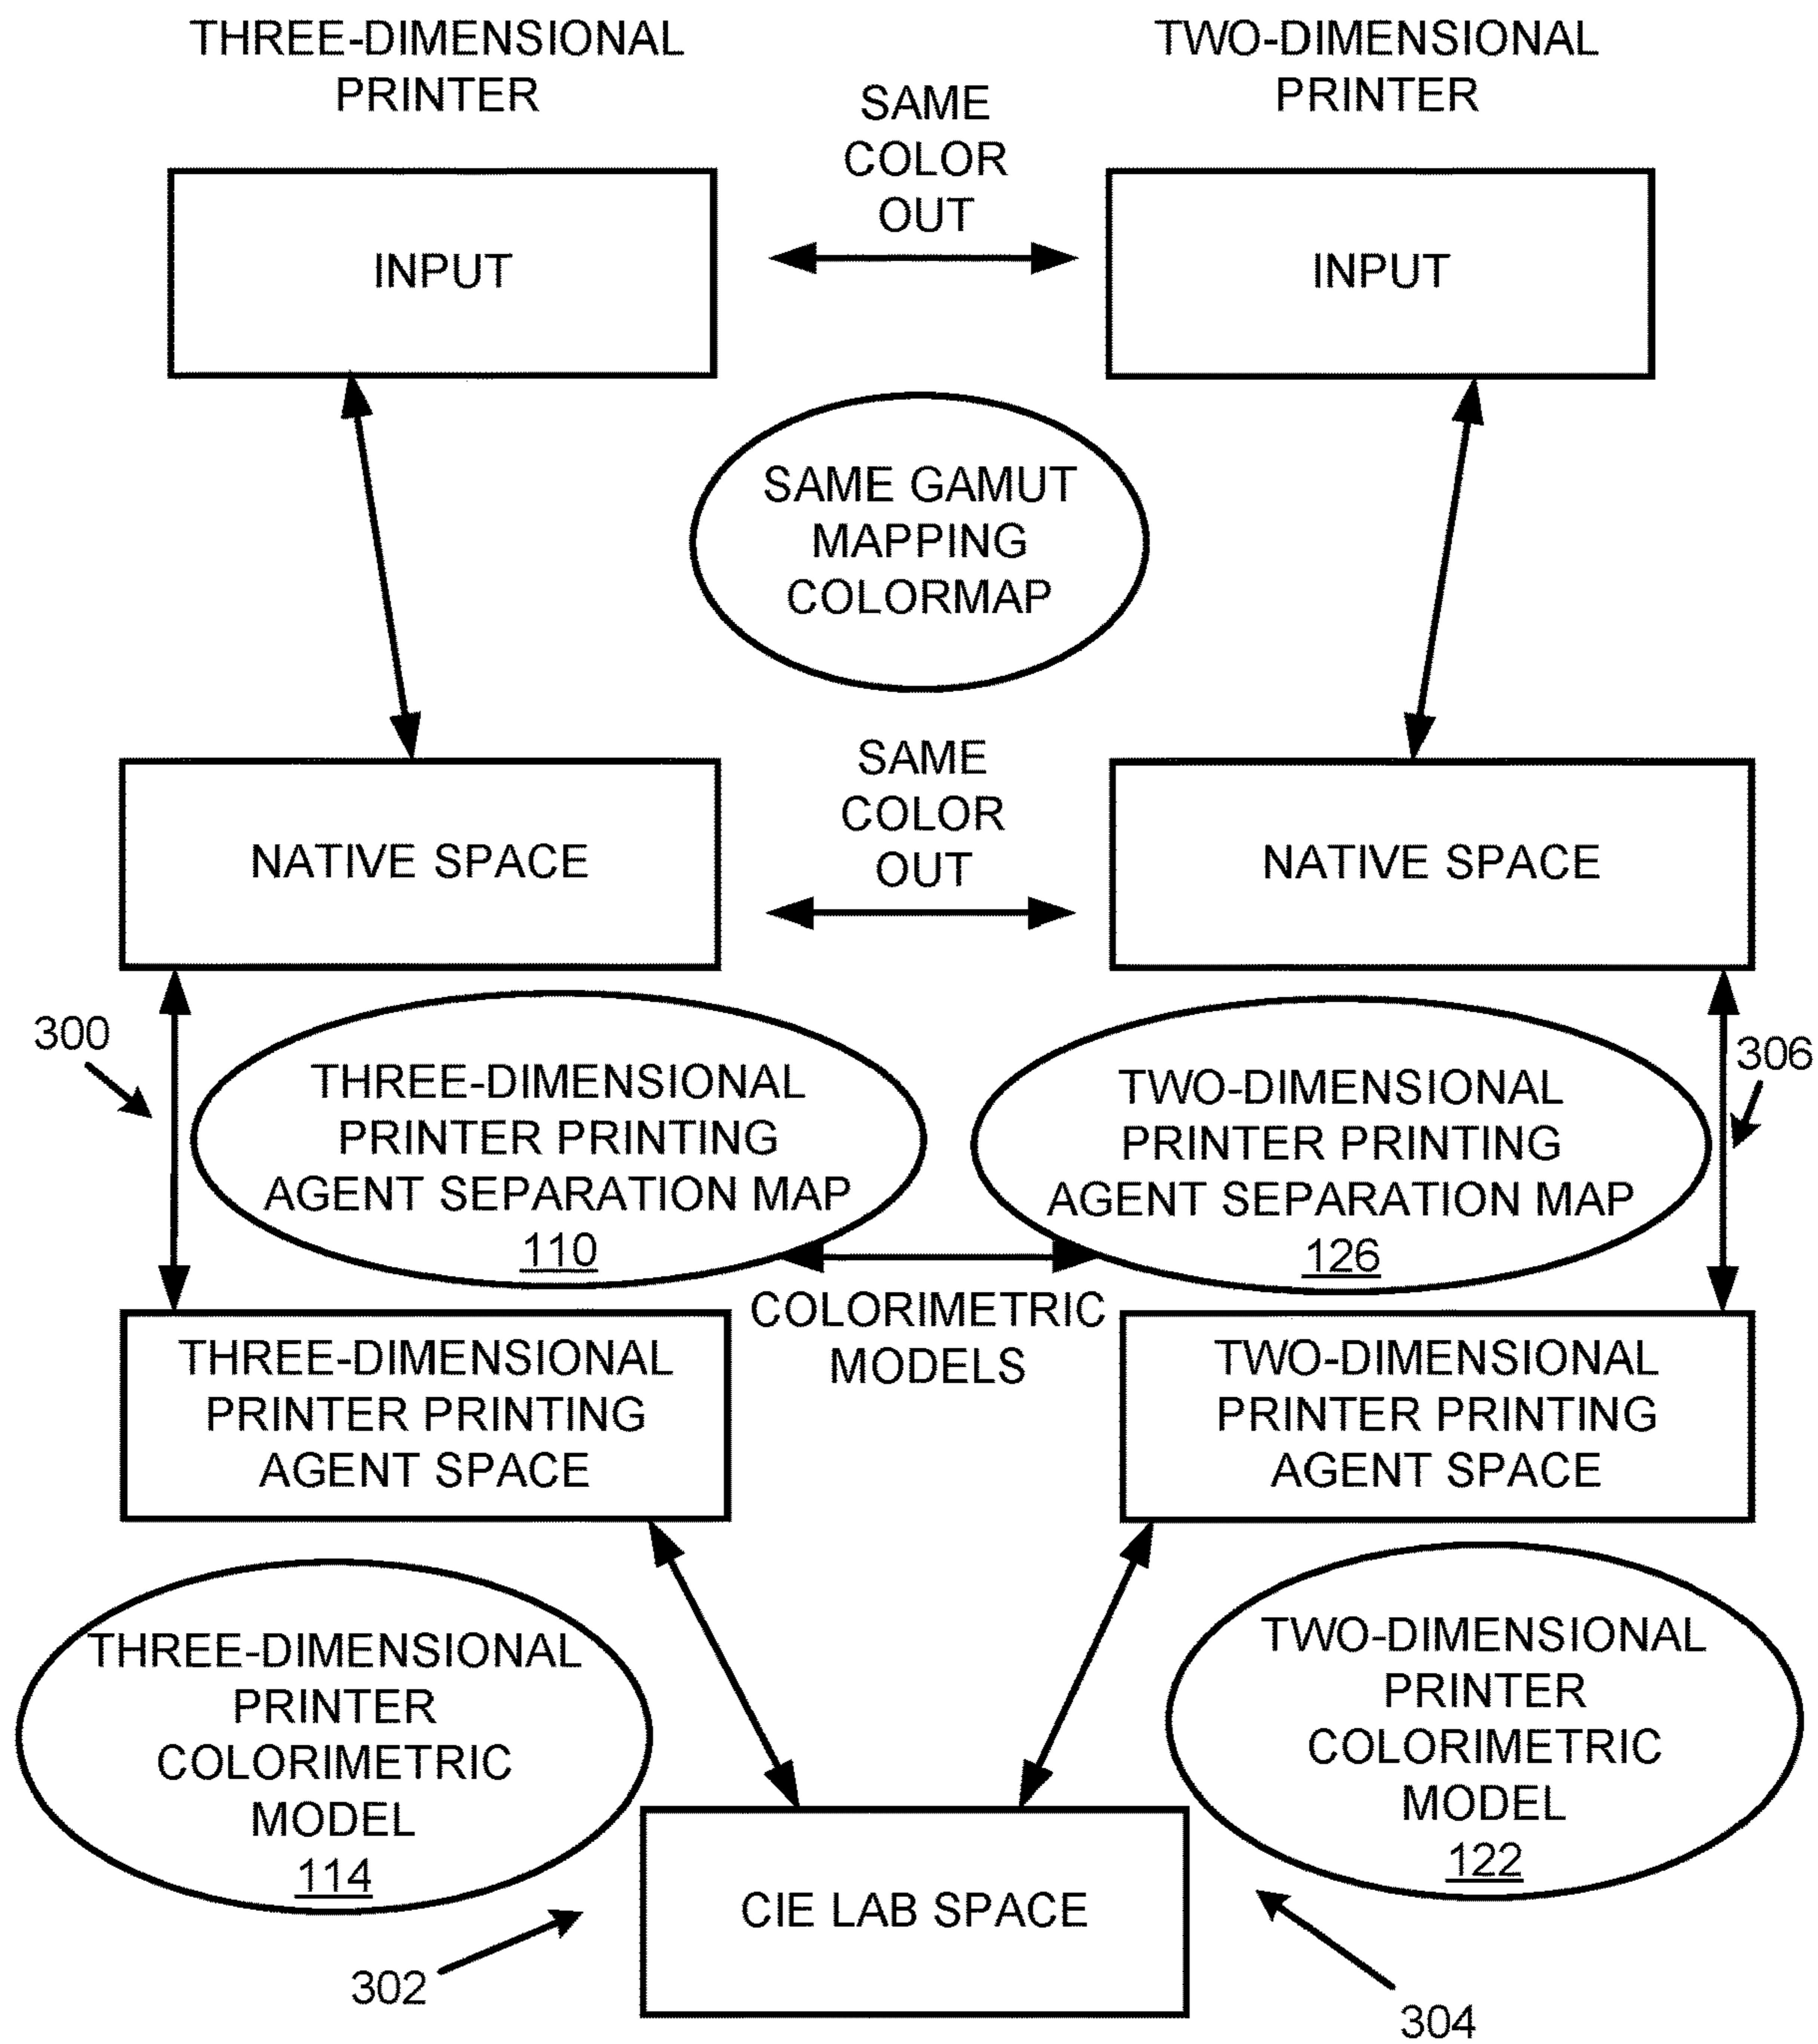 THREE-DIMENSIONAL
PRINTER
TWO-DIMENSIONAL
PRINTER
SAME
COLOR
OUT
INPUT
INPUT
SAME GAMUT
MAPPING
COLORMAP
SAME
COLOR
OUT
NATIVE SPACE
NATIVE SPACE
300
306
THREE-DIMENSIONAL
PRINTER PRINTING
AGENT SEPARATION MAP
110
TWO-DIMENSIONAL
PRINTER PRINTING
AGENT SEPARATION MAP
126
COLORIMETRIC
MODELS
THREE-DIMENSIONAL
PRINTER PRINTING
AGENT SPACE
TWO-DIMENSIONAL
PRINTER PRINTING
AGENT SPACE
THREE-DIMENSIONAL
PRINTER
COLORIMETRIC
MODEL
114
TWO-DIMENSIONAL
PRINTER
COLORIMETRIC
MODEL
122
CIE LAB SPACE
302
304